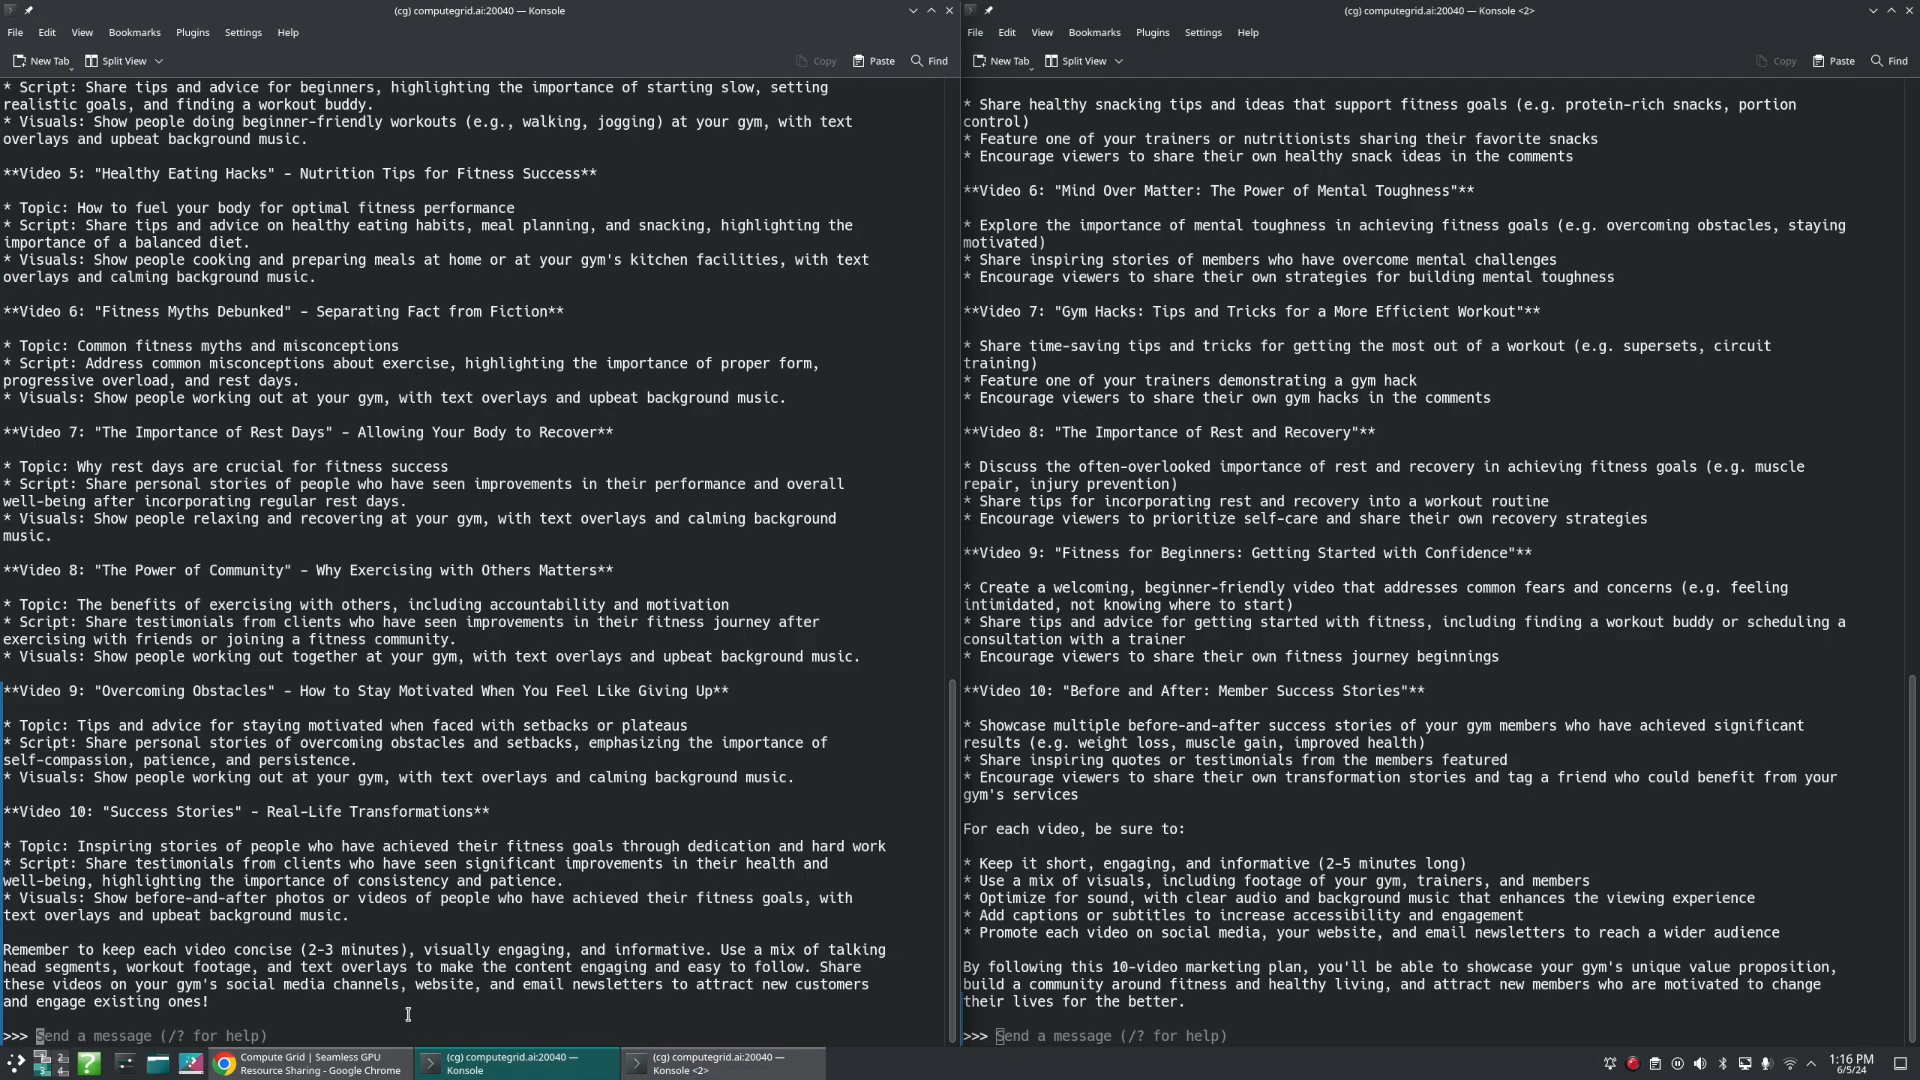 (cg) computegrid.ai:20040 — Konsole
File Edit View Bookmarks Plugins Settings Help
New Tab Split View Copy Paste Find
* Script: Share tips and advice for beginners, highlighting the importance of starting slow, setting
realistic goals, and finding a workout buddy.
* Visuals: Show people doing beginner-friendly workouts (e.g., walking, jogging) at your gym, with text
overlays and upbeat background music.
**Video 5: "Healthy Eating Hacks" - Nutrition Tips for Fitness Success**
* Topic: How to fuel your body for optimal fitness performance
* Script: Share tips and advice on healthy eating habits, meal planning, and snacking, highlighting the
importance of a balanced diet.
* Visuals: Show people cooking and preparing meals at home or at your gym's kitchen facilities, with text
overlays and calming background music.
**Video 6: "Fitness Myths Debunked" - Separating Fact from Fiction**
* Topic: Common fitness myths and misconceptions
* Script: Address common misconceptions about exercise, highlighting the importance of proper form,
progressive overload, and rest days.
* Visuals: Show people working out at your gym, with text overlays and upbeat background music.
**Video 7: "The Importance of Rest Days" - Allowing Your Body to Recover**
* Topic: Why rest days are crucial for fitness success
* Script: Share personal stories of people who have seen improvements in their performance and overall
well-being after incorporating regular rest days.
* Visuals: Show people relaxing and recovering at your gym, with text overlays and calming background
music.
**Video 8: "The Power of Community" - Why Exercising with Others Matters**
* Topic: The benefits of exercising with others, including accountability and motivation
* Script: Share testimonials from clients who have seen improvements in their fitness journey after
exercising with friends or joining a fitness community.
* Visuals: Show people working out together at your gym, with text overlays and upbeat background music.
**Video 9: "Overcoming Obstacles" - How to Stay Motivated When You Feel Like Giving Up**
* Topic: Tips and advice for staying motivated when faced with setbacks or plateaus
* Script: Share personal stories of overcoming obstacles and setbacks, emphasizing the importance of
self-compassion, patience, and persistence.
* Visuals: Show people working out at your gym, with text overlays and calming background music.
**Video 10: "Success Stories" - Real-Life Transformations**
* Topic: Inspiring stories of people who have achieved their fitness goals through dedication and hard work
* Script: Share testimonials from clients who have seen significant improvements in their health and
well-being, highlighting the importance of consistency and patience.
* Visuals: Show before-and-after photos or videos of people who have achieved their fitness goals, with
text overlays and upbeat background music.
Remember to keep each video concise (2-3 minutes), visually engaging, and informative. Use a mix of talking
head segments, workout footage, and text overlays to make the content engaging and easy to follow. Share
these videos on your gym's social media channels, website, and email newsletters to attract new customers
and engage existing ones!
>>> Send a message (/? for help)
(cg) computegrid.ai:20040 — Konsole <2>
File Edit View Bookmarks Plugins Settings Help
New Tab Split View Copy Paste Find
* Share healthy snacking tips and ideas that support fitness goals (e.g. protein-rich snacks, portion
control)
* Feature one of your trainers or nutritionists sharing their favorite snacks
* Encourage viewers to share their own healthy snack ideas in the comments
**Video 6: "Mind Over Matter: The Power of Mental Toughness"**
* Explore the importance of mental toughness in achieving fitness goals (e.g. overcoming obstacles, staying
motivated)
* Share inspiring stories of members who have overcome mental challenges
* Encourage viewers to share their own strategies for building mental toughness
**Video 7: "Gym Hacks: Tips and Tricks for a More Efficient Workout"**
* Share time-saving tips and tricks for getting the most out of a workout (e.g. supersets, circuit
training)
* Feature one of your trainers demonstrating a gym hack
* Encourage viewers to share their own gym hacks in the comments
**Video 8: "The Importance of Rest and Recovery"**
* Discuss the often-overlooked importance of rest and recovery in achieving fitness goals (e.g. muscle
repair, injury prevention)
* Share tips for incorporating rest and recovery into a workout routine
* Encourage viewers to prioritize self-care and share their own recovery strategies
**Video 9: "Fitness for Beginners: Getting Started with Confidence"**
* Create a welcoming, beginner-friendly video that addresses common fears and concerns (e.g. feeling
intimidated, not knowing where to start)
* Share tips and advice for getting started with fitness, including finding a workout buddy or scheduling a
consultation with a trainer
* Encourage viewers to share their own fitness journey beginnings
**Video 10: "Before and After: Member Success Stories"**
* Showcase multiple before-and-after success stories of your gym members who have achieved significant
results (e.g. weight loss, muscle gain, improved health)
* Share inspiring quotes or testimonials from the members featured
* Encourage viewers to share their own transformation stories and tag a friend who could benefit from your
gym's services
For each video, be sure to:
* Keep it short, engaging, and informative (2-5 minutes long)
* Use a mix of visuals, including footage of your gym, trainers, and members
* Optimize for sound, with clear audio and background music that enhances the viewing experience
* Add captions or subtitles to increase accessibility and engagement
* Promote each video on social media, your website, and email newsletters to reach a wider audience
By following this 10-video marketing plan, you'll be able to showcase your gym's unique value proposition,
build a community around fitness and healthy living, and attract new members who are motivated to change
their lives for the better.
>>> Send a message (/? for help)
1 2 3 4
Compute Grid | Seamless GPU
Resource Sharing - Google Chrome
(cg) computegrid.ai:20040 —
Konsole
(cg) computegrid.ai:20040 —
Konsole <2>
1:16 PM
6/5/24